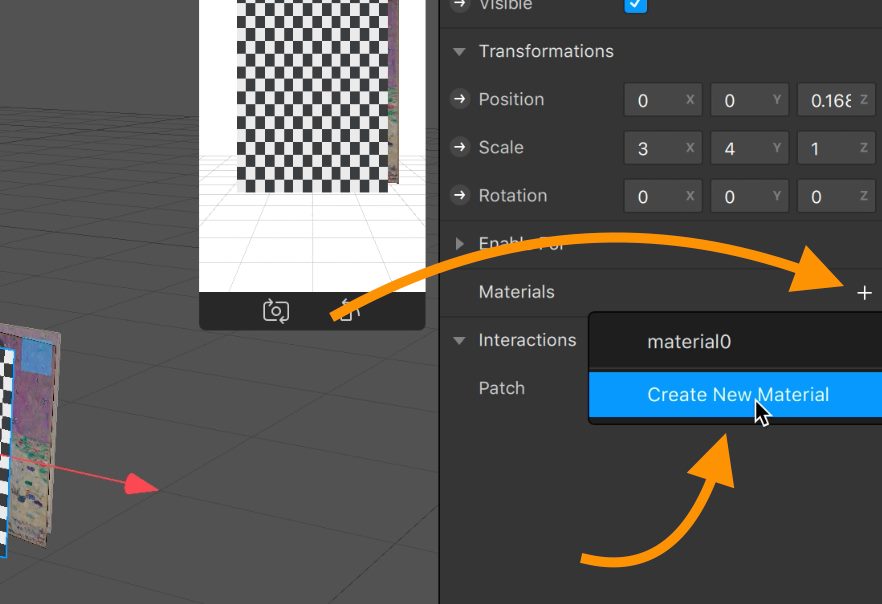 Visible
Transformations
Position 0 X 0 Y 0.168 Z
Scale 3 X 4 Y 1 Z
Rotation 0 X 0 Y 0 Z
Enable For
Materials +
material0
Interactions
Create New Material
Patch